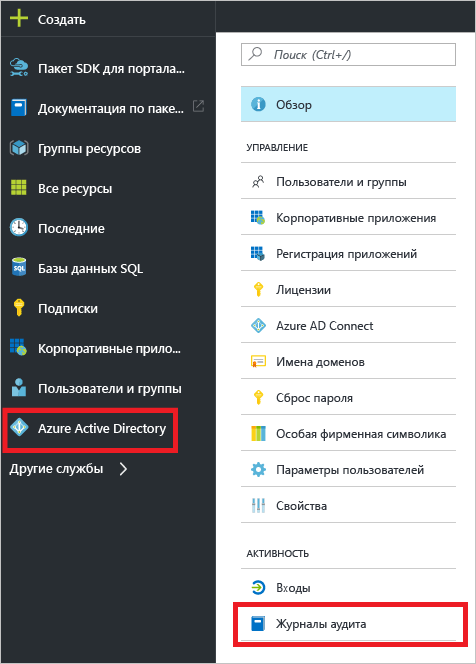 Создать
Пакет SDK для портала...
Документация по паке...
Группы ресурсов
Все ресурсы
Последние
SQL
Базы данных SQL
Подписки
Корпоративные прило...
Пользователи и группы
Azure Active Directory
Другие службы
Поиск (Ctrl+/)
Обзор
УПРАВЛЕНИЕ
Пользователи и группы
Корпоративные приложения
Регистрация приложений
Лицензии
Azure AD Connect
Имена доменов
Сброс пароля
Особая фирменная символика
Параметры пользователей
Свойства
АКТИВНОСТЬ
Входы
Журналы аудита